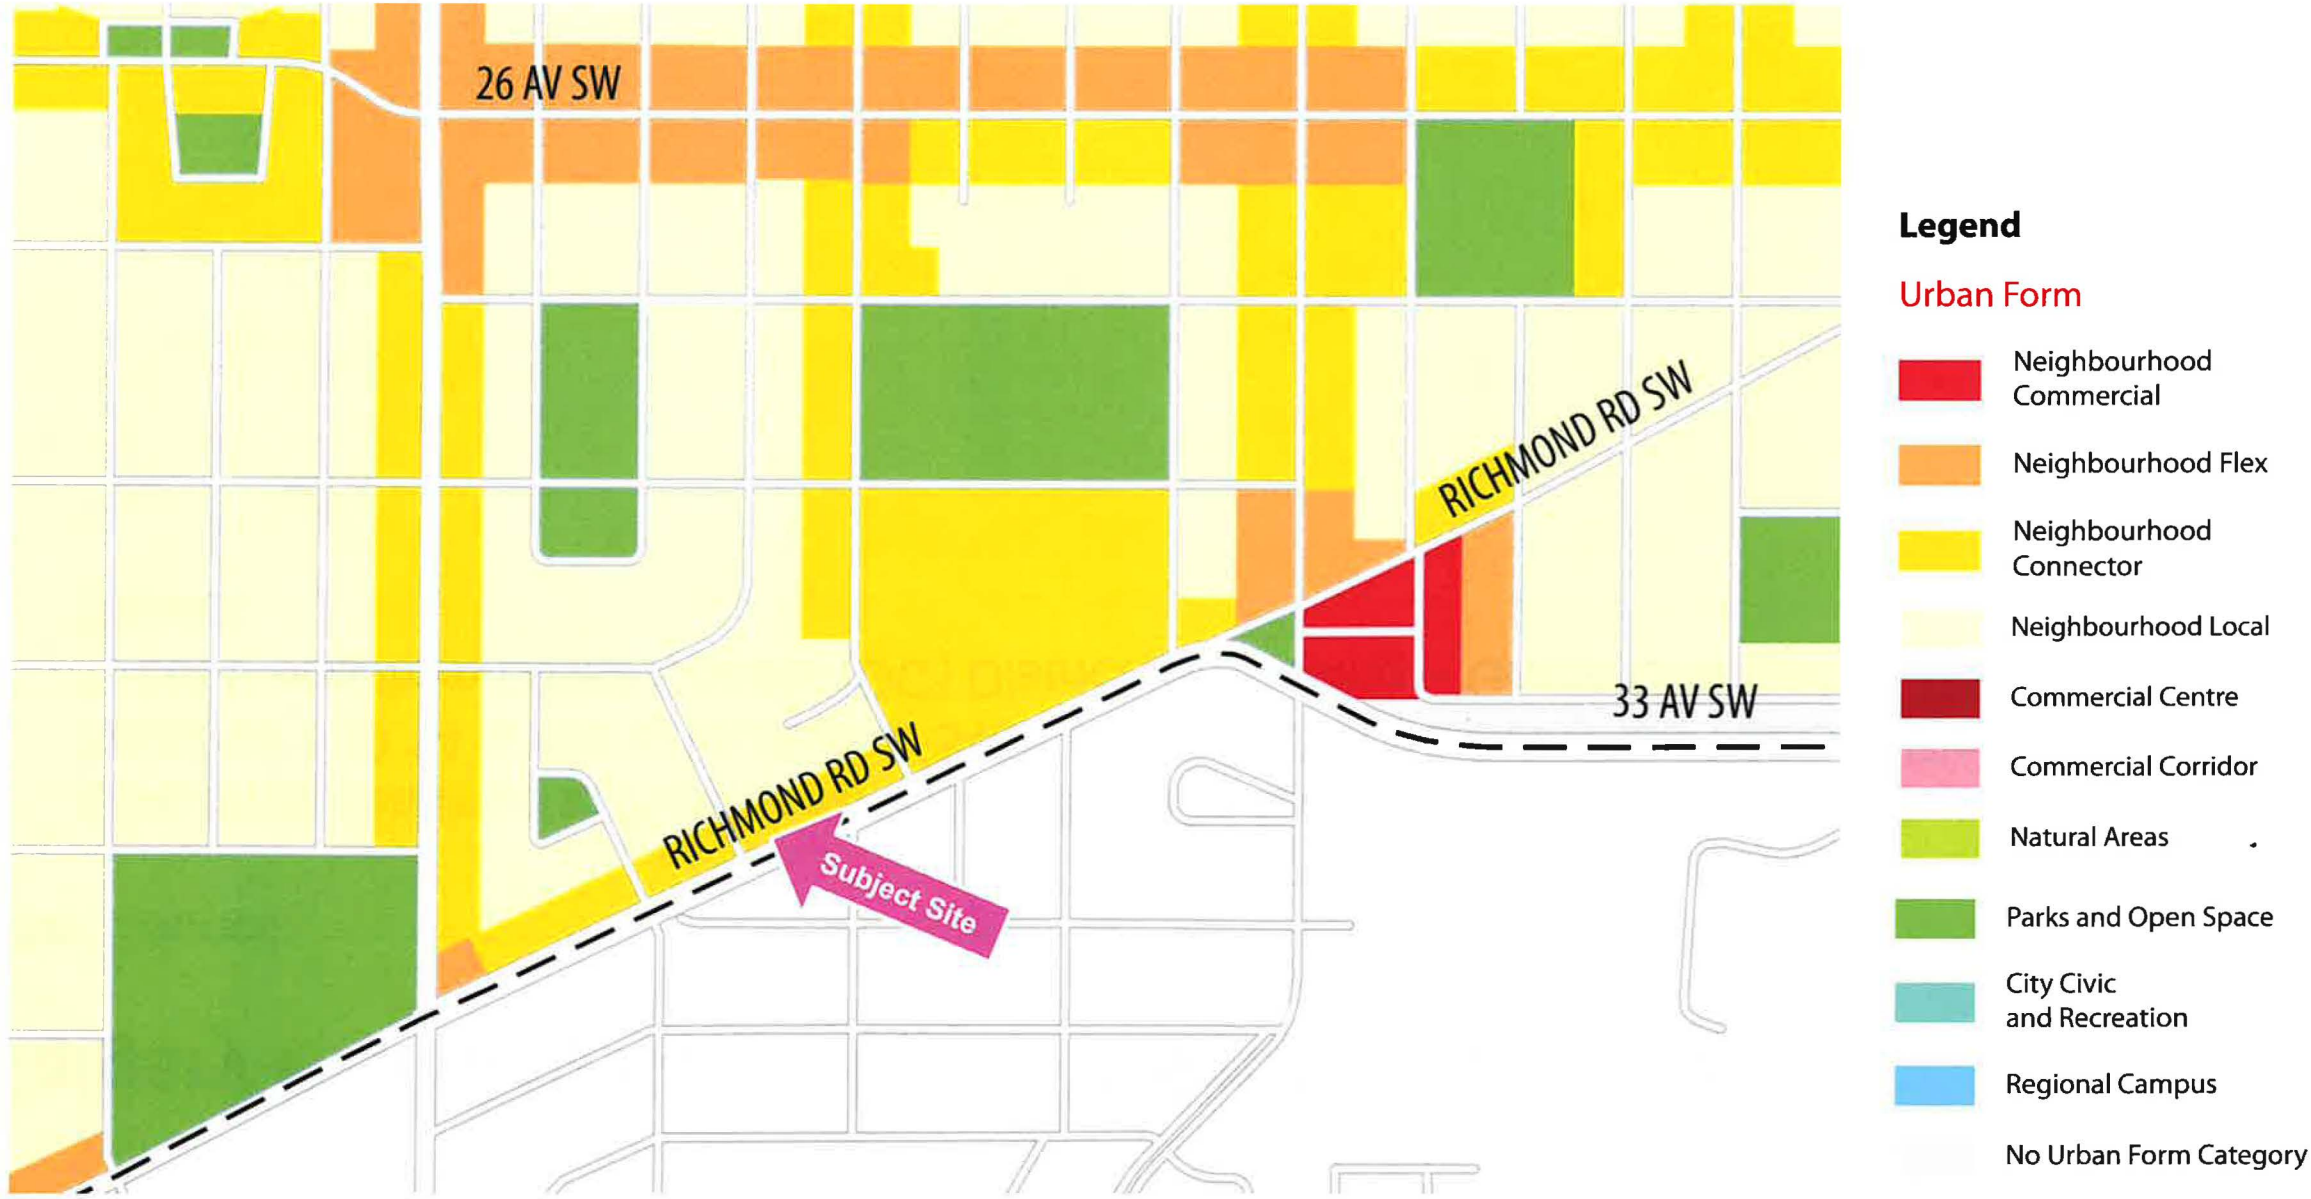 26 AV SW
RICHMOND RD SW
33 AV SW
RICHMOND RD SW
Subject Site
Legend
Urban Form
Neighbourhood
Commercial
Neighbourhood Flex
Neighbourhood
Connector
Neighbourhood Local
Commercial Centre
Commercial Corridor
Natural Areas
Parks and Open Space
City Civic
and Recreation
Regional Campus
No Urban Form Category